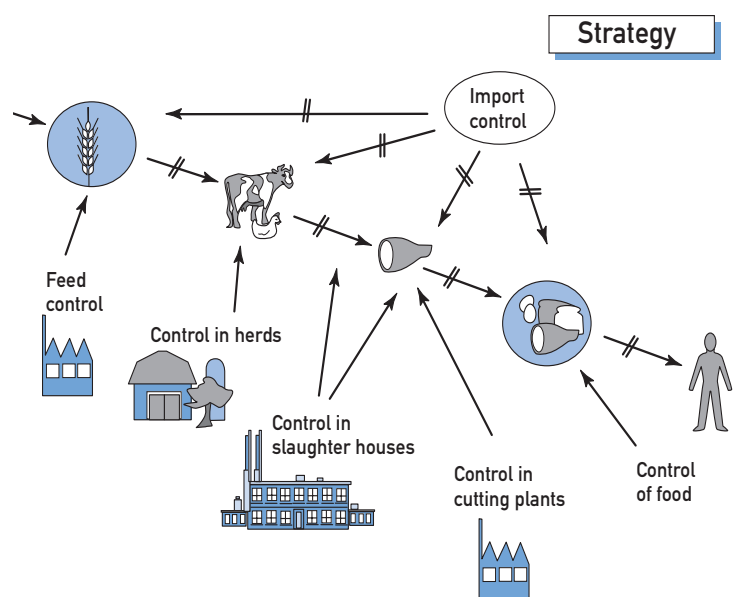 Strategy
Import
control
Feed
control
Control in herds
Control in
slaughter houses
Control in
cutting plants
Control
of food